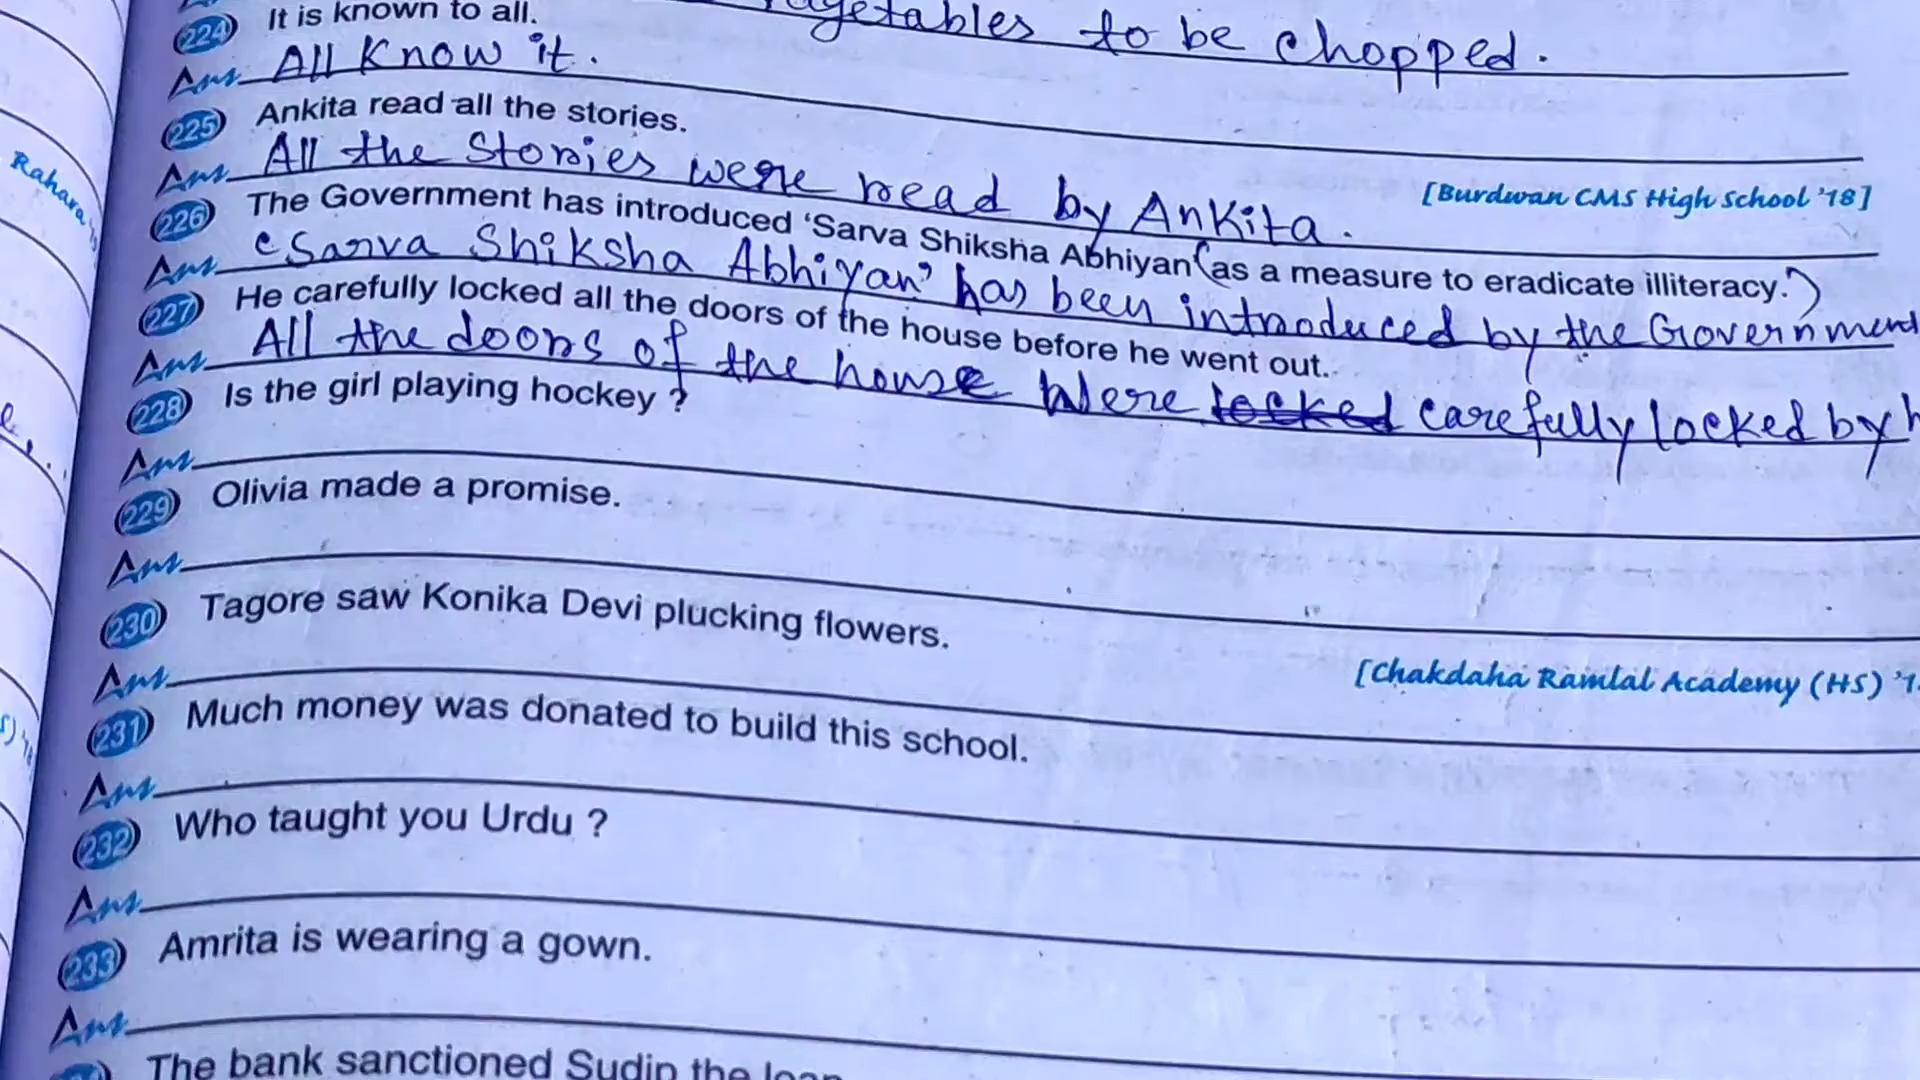 vegetables to be chopped.
224 It is known to all.
Ans. All know it.
225 Ankita read all the stories.
Ans. All the stories were read by Ankita.
[Burdwan CMS High School '18]
226 The Government has introduced 'Sarva Shiksha Abhiyan (as a measure to eradicate illiteracy.')
Ans. 'Sarva Shiksha Abhiyan' has been introduced by the Government
227 He carefully locked all the doors of the house before he went out.
Ans. All the doors of the house were locked carefully locked by
228 Is the girl playing hockey ?
Ans.
229 Olivia made a promise.
Ans.
230 Tagore saw Konika Devi plucking flowers.
[Chakdaha Ramlal Academy (HS)
Ans.
231 Much money was donated to build this school.
Ans.
232 Who taught you Urdu ?
Ans.
233 Amrita is wearing a gown.
Ans.
The bank sanctioned Sudip the loan
Rahara